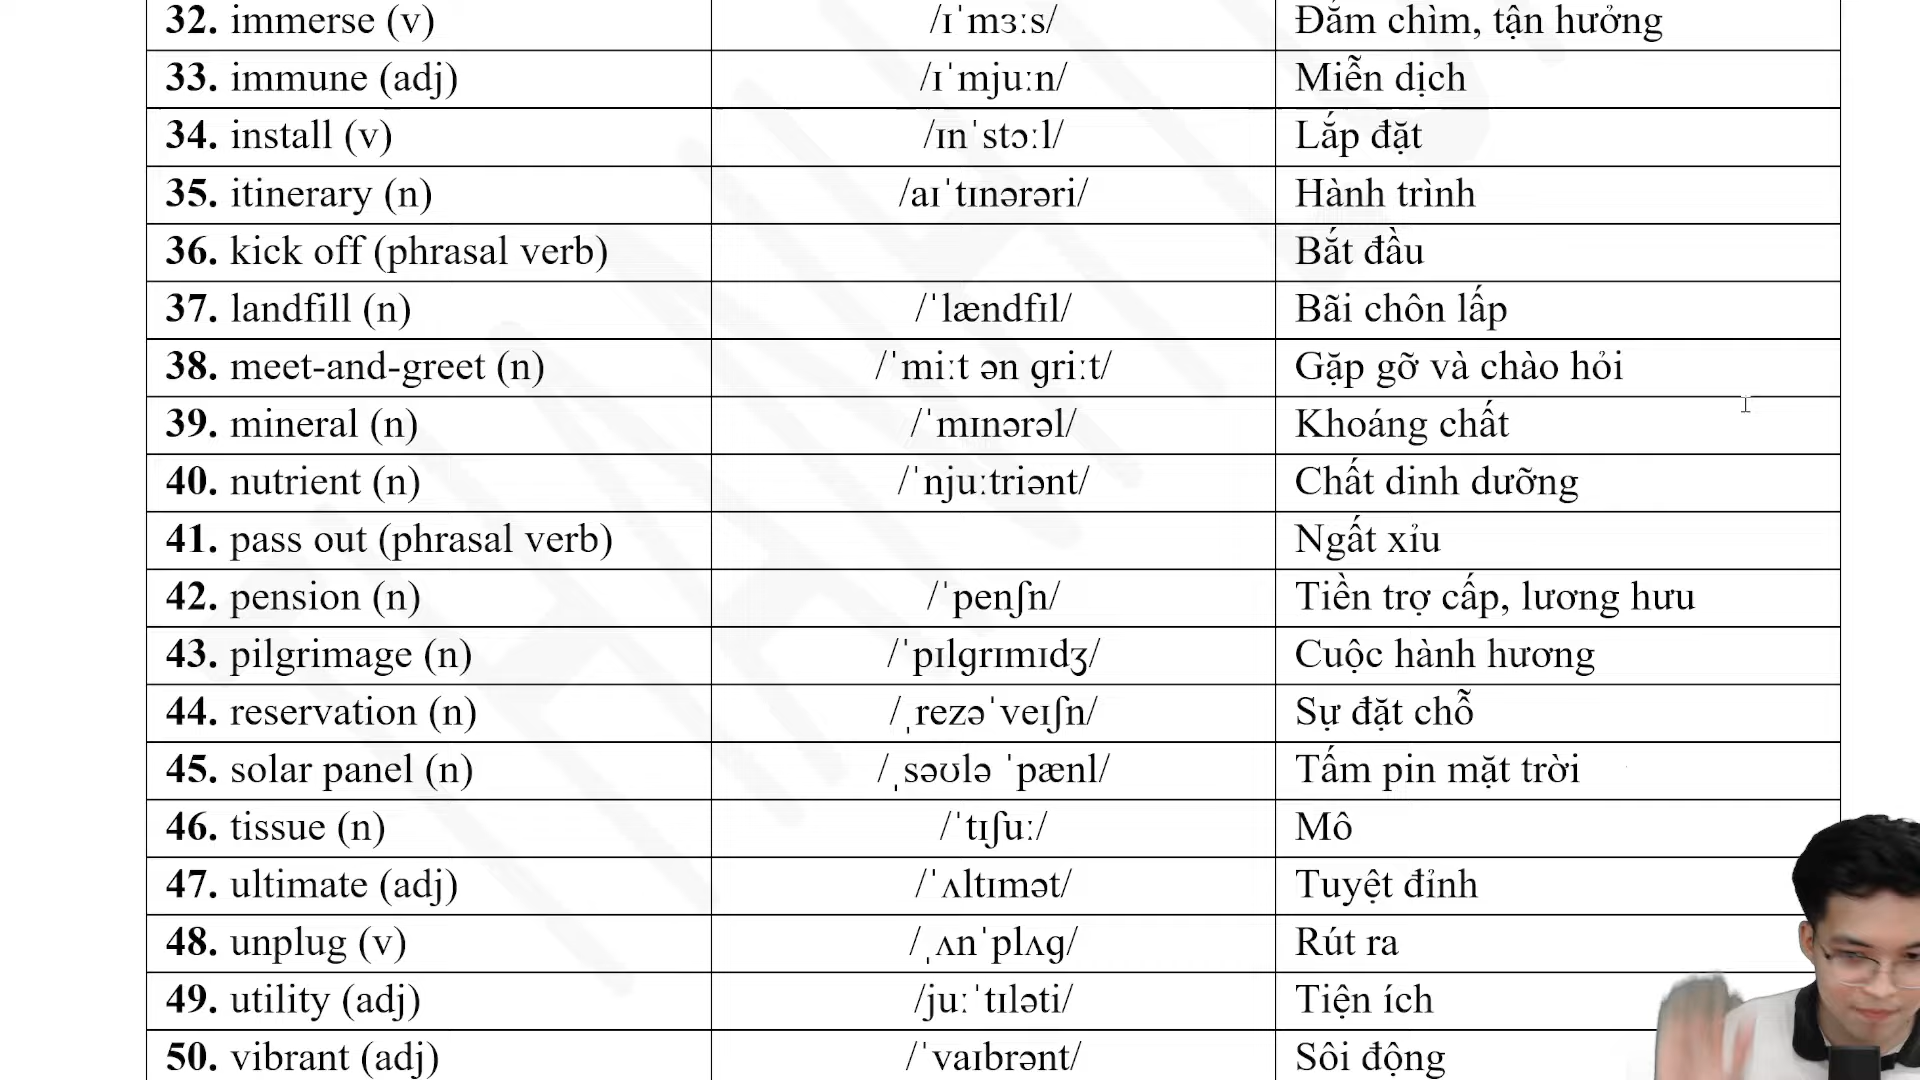 32. immerse (v) /ɪˈmɜːs/ Đắm chìm, tận hưởng
33. immune (adj) /ɪˈmjuːn/ Miễn dịch
34. install (v) /ɪnˈstɔːl/ Lắp đặt
35. itinerary (n) /aɪˈtɪnərəri/ Hành trình
36. kick off (phrasal verb) Bắt đầu
37. landfill (n) /ˈlændfɪl/ Bãi chôn lấp
38. meet-and-greet (n) /ˈmiːt ən ɡriːt/ Gặp gỡ và chào hỏi
39. mineral (n) /ˈmɪnərəl/ Khoáng chất
40. nutrient (n) /ˈnjuːtriənt/ Chất dinh dưỡng
41. pass out (phrasal verb) Ngất xỉu
42. pension (n) /ˈpenʃn/ Tiền trợ cấp, lương hưu
43. pilgrimage (n) /ˈpɪlɡrɪmɪdʒ/ Cuộc hành hương
44. reservation (n) /ˌrezəˈveɪʃn/ Sự đặt chỗ
45. solar panel (n) /ˌsəʊlə ˈpænl/ Tấm pin mặt trời
46. tissue (n) /ˈtɪʃuː/ Mô
47. ultimate (adj) /ˈʌltɪmət/ Tuyệt đỉnh
48. unplug (v) /ˌʌnˈplʌɡ/ Rút ra
49. utility (adj) /juːˈtɪləti/ Tiện ích
50. vibrant (adj) /ˈvaɪbrənt/ Sôi động